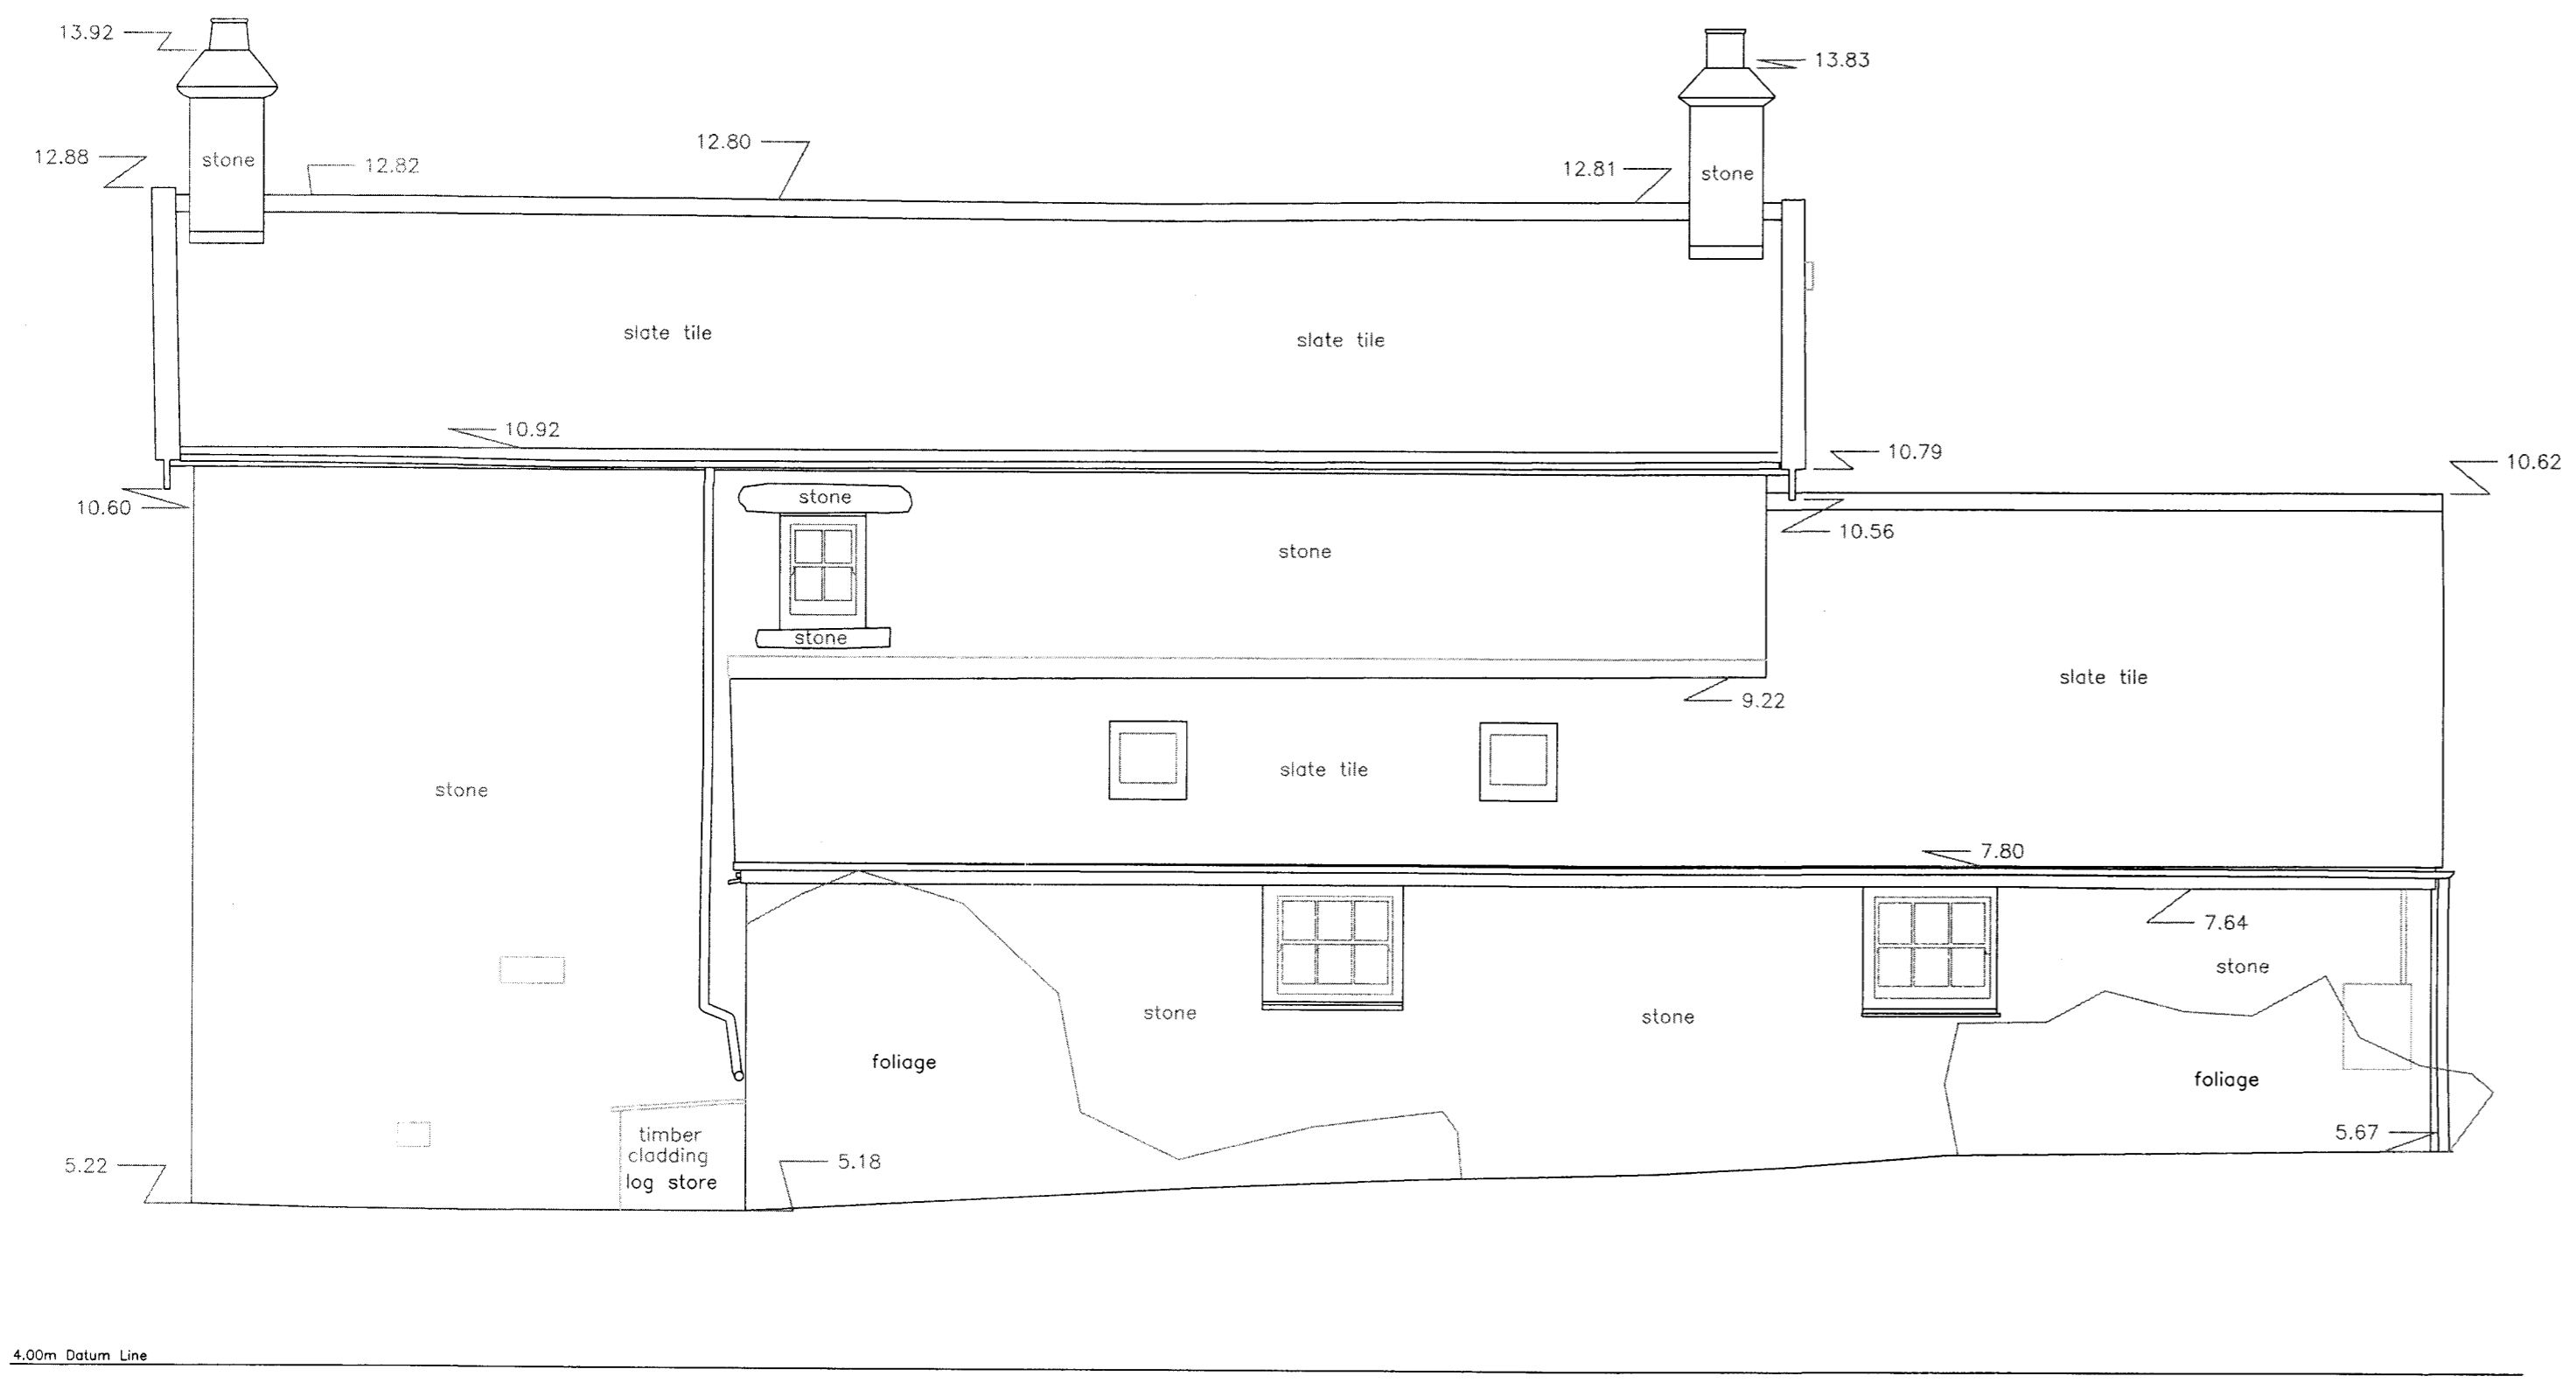 13.92
13.83
12.88
stone
12.82
12.80
12.81
stone
slate tile
slate tile
10.92
10.79
10.62
10.60
stone
10.56
stone
stone
slate tile
9.22
stone
slate tile
7.80
7.64
stone
stone
stone
foliage
foliage
timber
cladding
log store
5.22
5.18
5.67
4.00m Datum Line